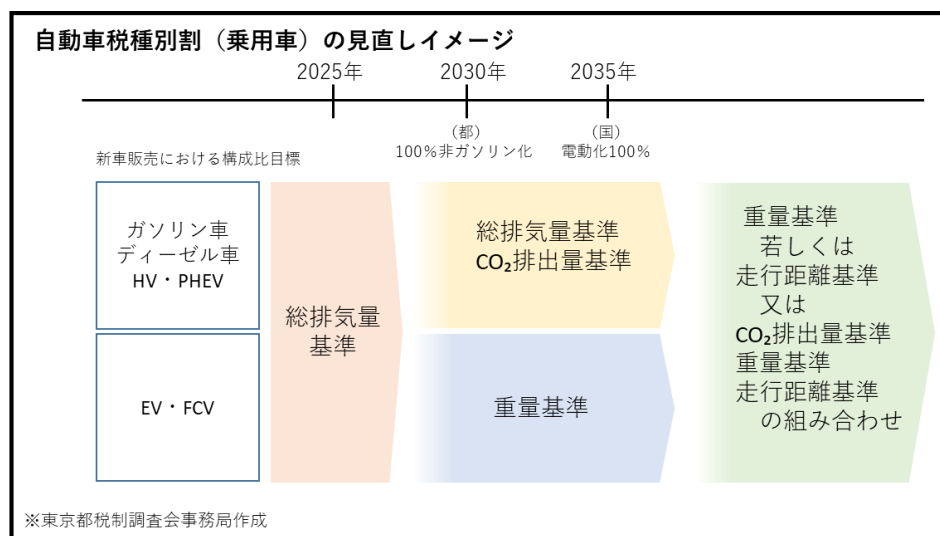 自動車税種別割（乗用車）の見直しイメージ
2025年
2030年
2035年
（都）
100％非ガソリン化
（国）
電動化100％
新車販売における構成比目標
ガソリン車
ディーゼル車
HV・PHEV
EV・FCV
総排気量
基準
総排気量基準
CO₂排出量基準
重量基準
重量基準
若しくは
走行距離基準
又は
CO₂排出量基準
重量基準
走行距離基準
の組み合わせ
※東京都税制調査会事務局作成